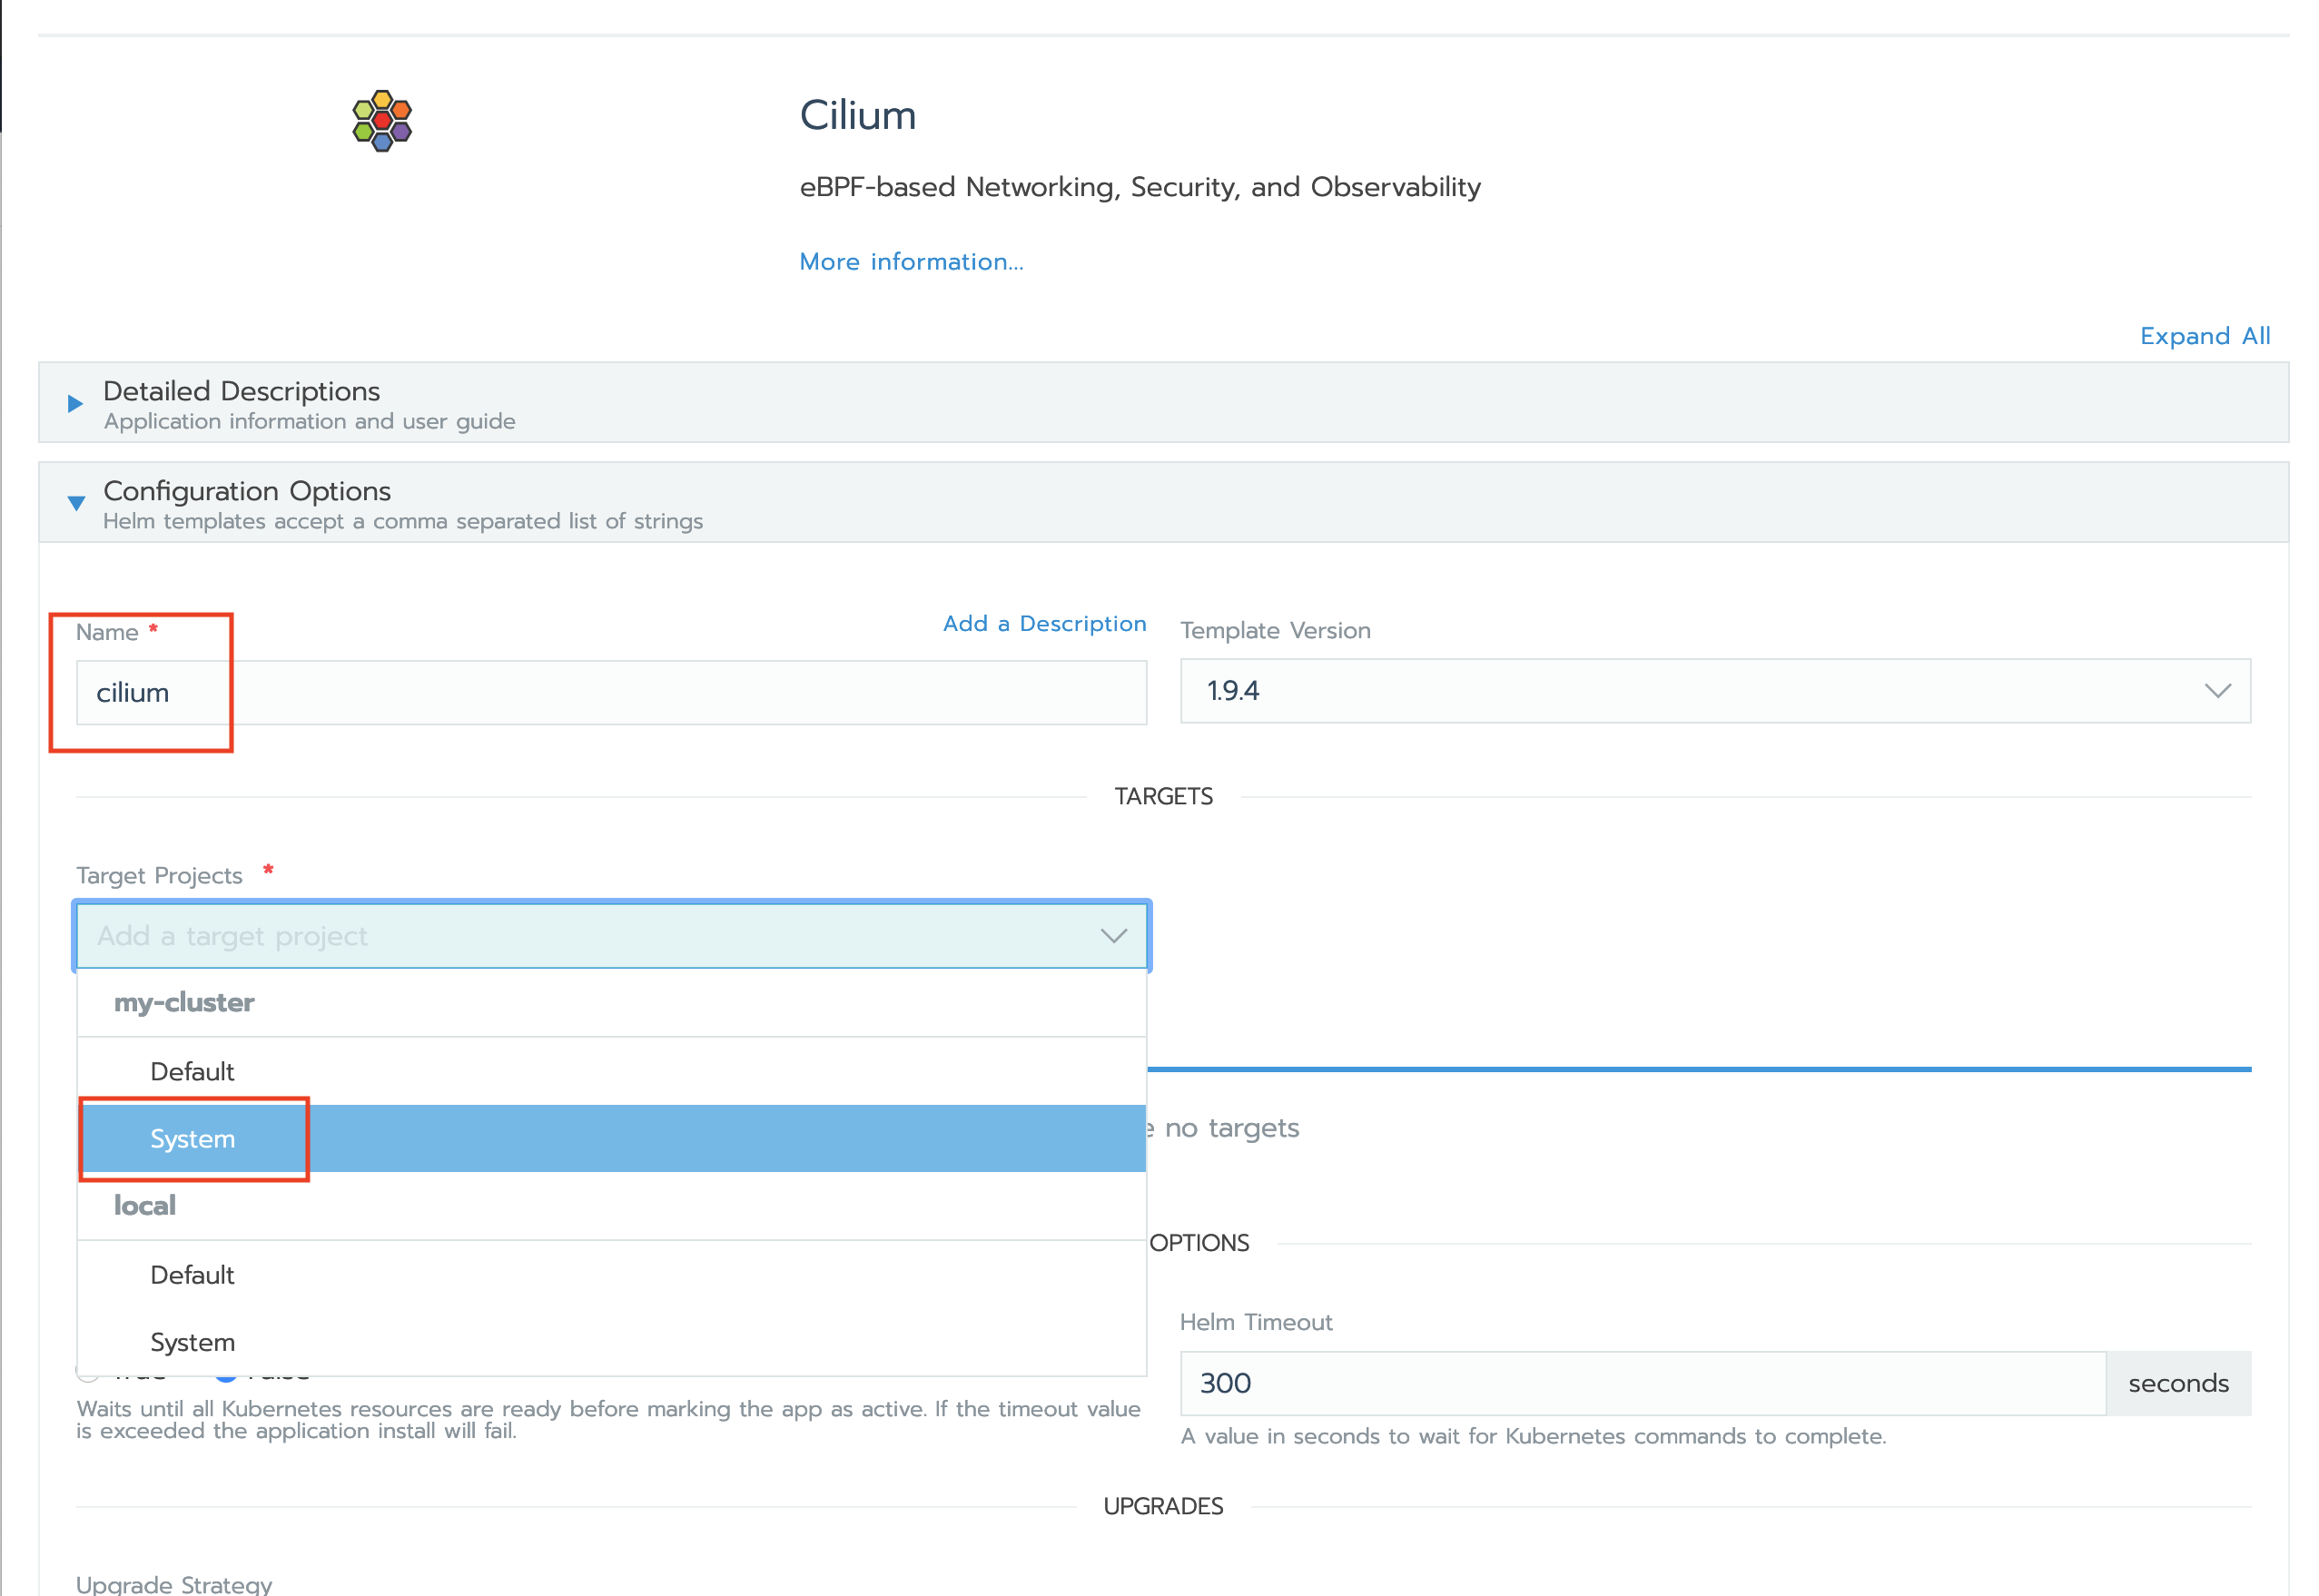 Cilium
eBPF-based Networking, Security, and Observability
More information...
Expand All
Detailed Descriptions
Application information and user guide
Configuration Options
Helm templates accept a comma separated list of strings
Name *
Add a Description
Template Version
cilium
1.9.4
TARGETS
Target Projects *
Add a target project
my-cluster
Default
System
no targets
local
OPTIONS
Default
System
Helm Timeout
300
seconds
Waits until all Kubernetes resources are ready before marking the app as active. If the timeout value
is exceeded the application install will fail.
A value in seconds to wait for Kubernetes commands to complete.
UPGRADES
Upgrade Strategy